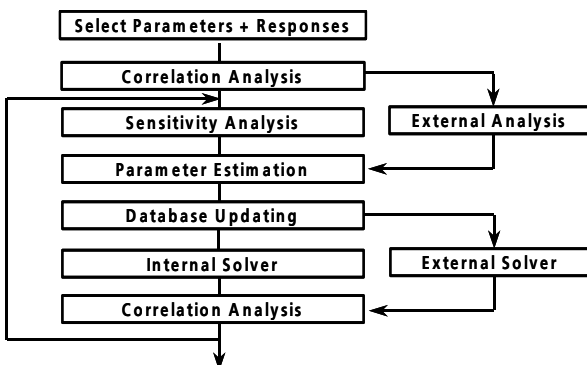 Select Parameters + Responses
Correlation Analysis
Sensitivity Analysis
External Analysis
Parameter Estimation
Database Updating
Internal Solver
External Solver
Correlation Analysis